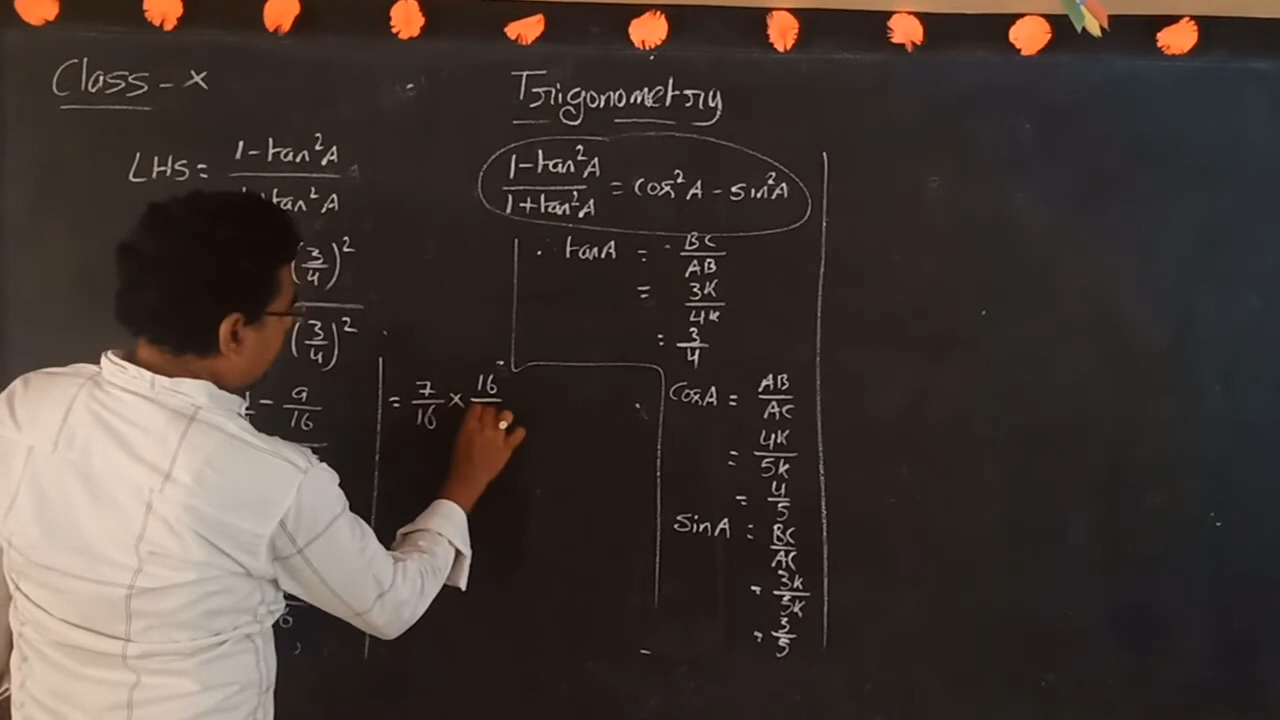 Class - X
Trigonometry
LHS = 1 - tan²A
tan²A
(3/4)²
(3/4)²
- 9/16
= 7/16 × 16
(1 - tan²A)/(1 + tan²A) = cos²A - sin²A
∴ tanA = BC/AB
= 3K/4K
= 3/4
CosA = AB/AC
= 4K/5K
= 4/5
SinA = BC/AC
= 3K/3K
= 3/5